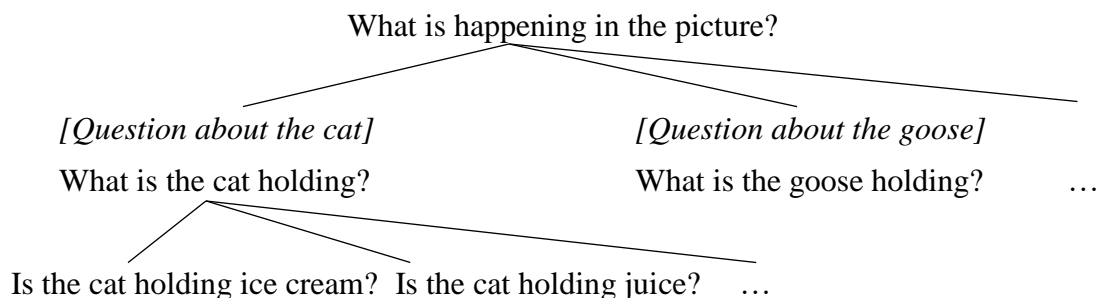 What is happening in the picture?
[Question about the cat] [Question about the goose]
What is the cat holding? What is the goose holding? …
Is the cat holding ice cream? Is the cat holding juice? …